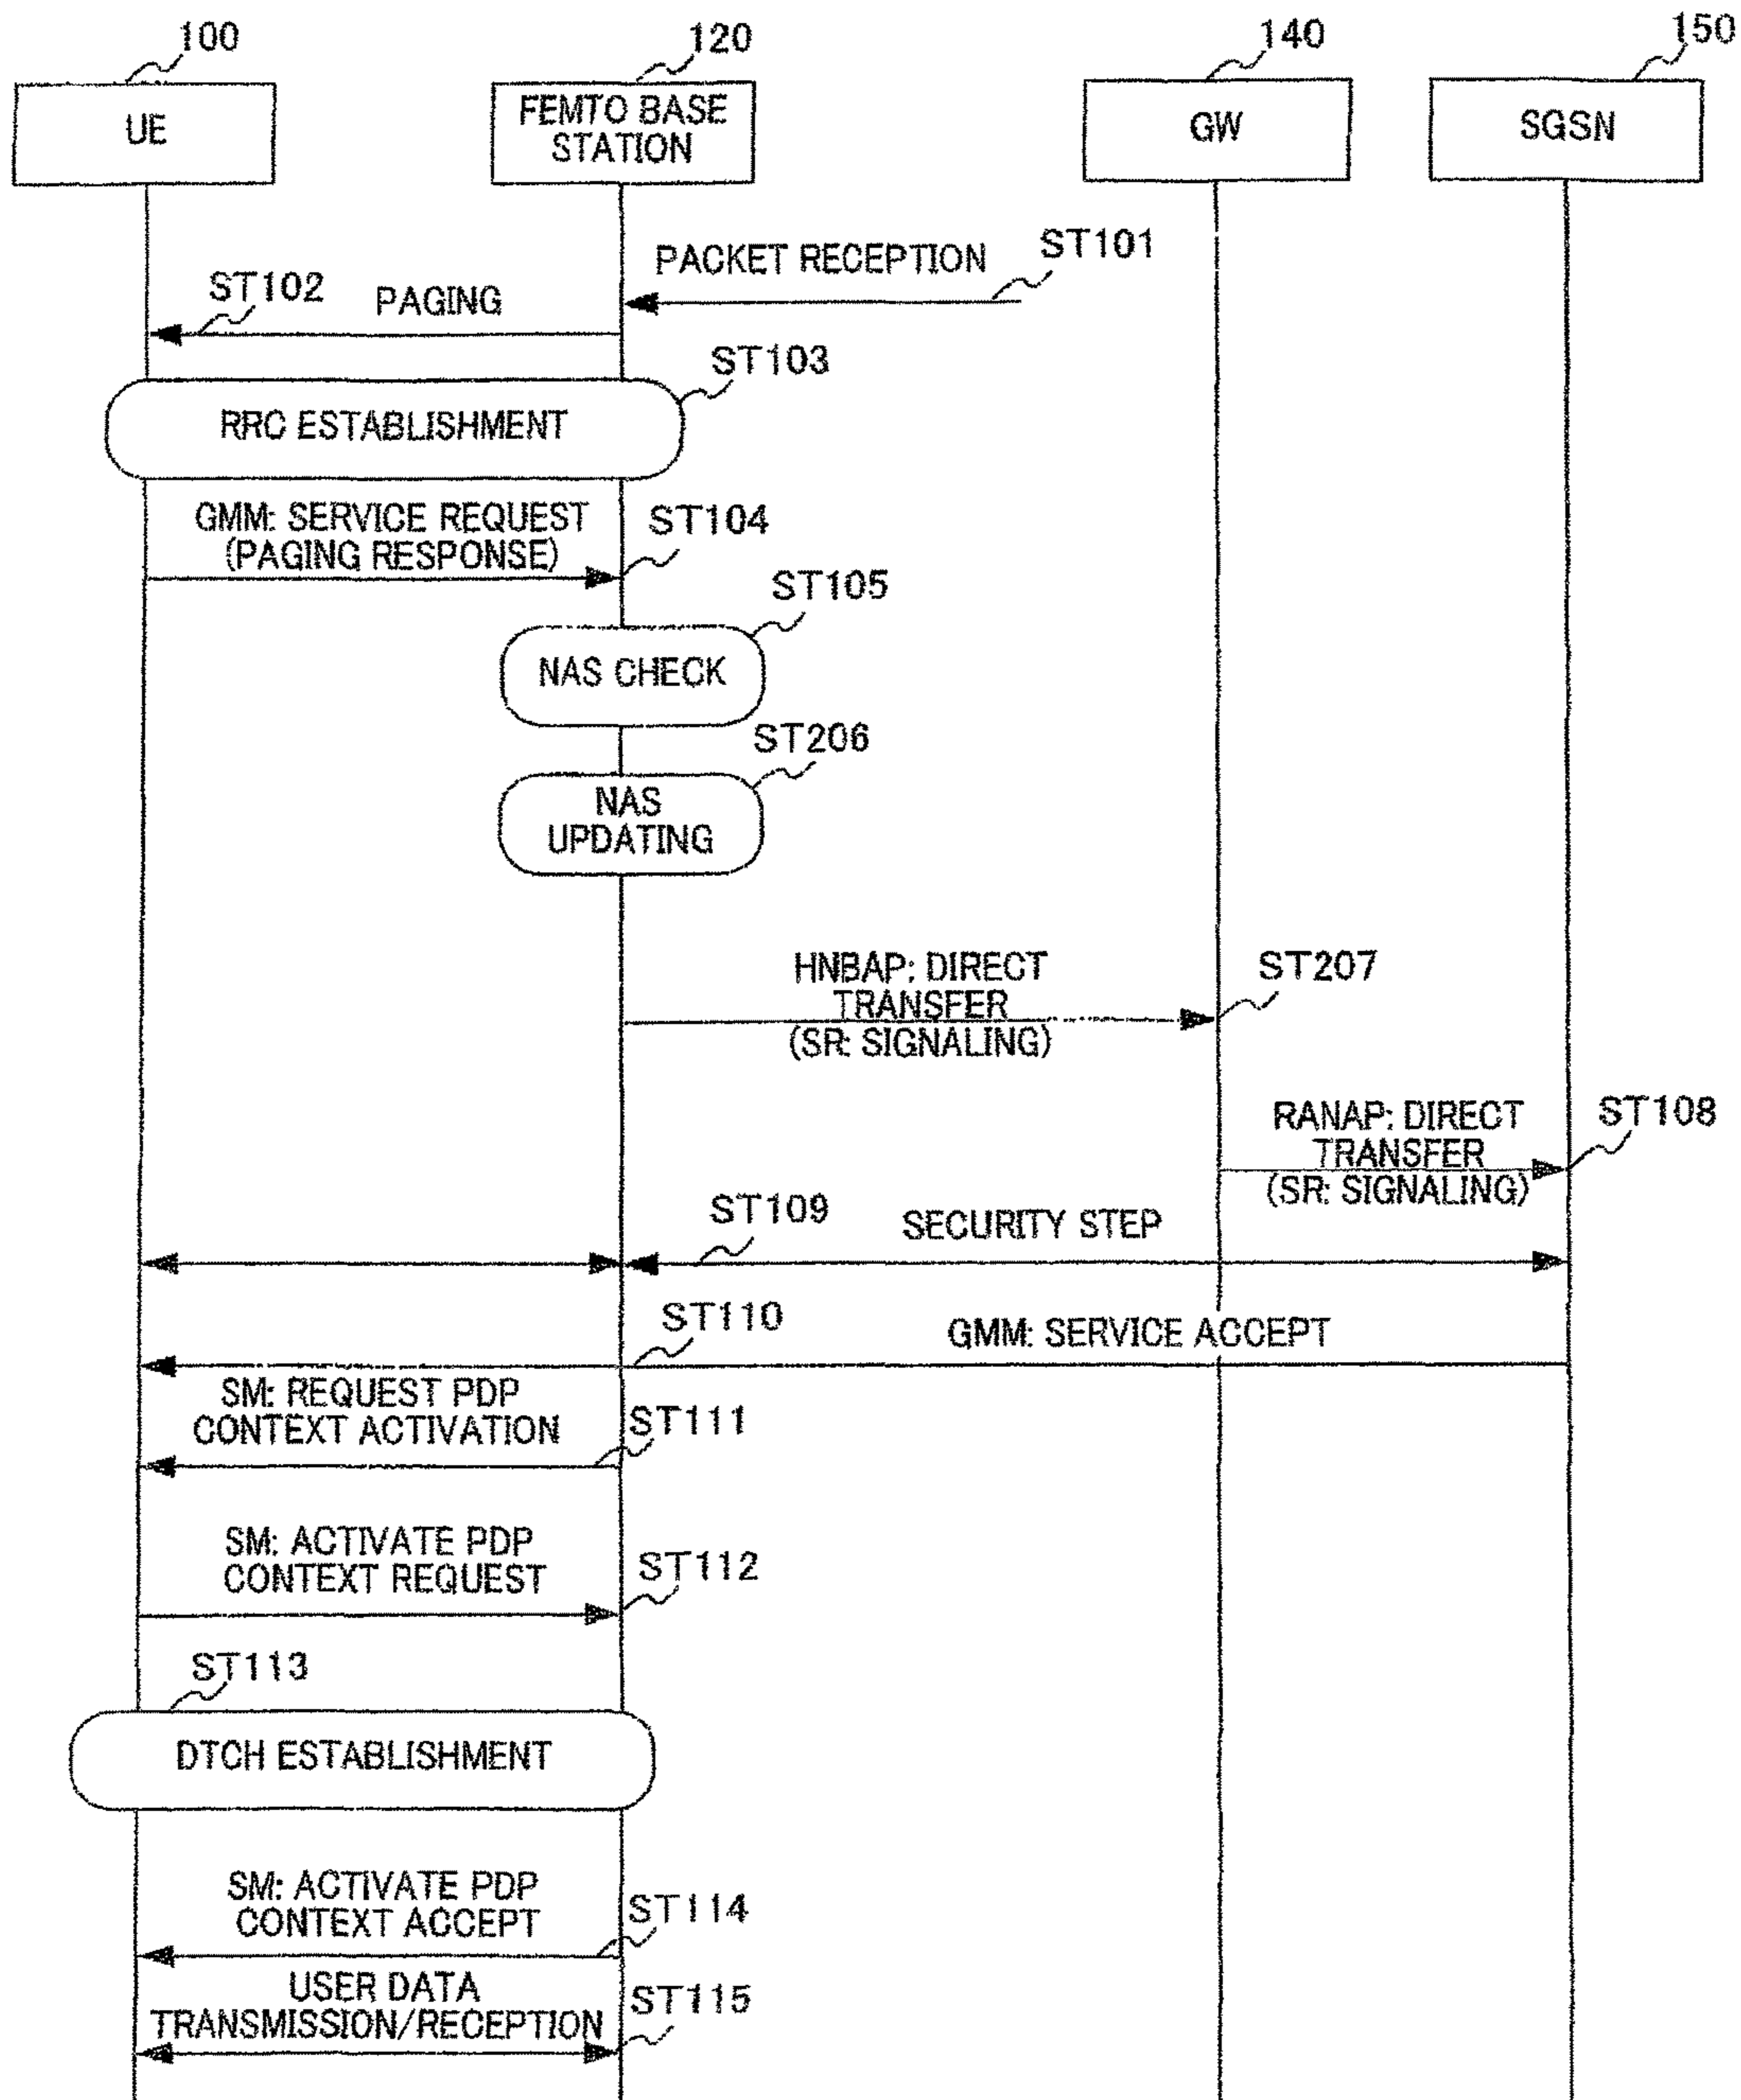 100
120
140
150
UE
FEMTO BASE
STATION
GW
SGSN
PACKET RECEPTION
ST101
ST102
PAGING
ST103
RRC ESTABLISHMENT
GMM: SERVICE REQUEST
(PAGING RESPONSE)
ST104
ST105
NAS CHECK
ST206
NAS
UPDATING
HNBAP: DIRECT
TRANSFER
(SR: SIGNALING)
ST207
RANAP: DIRECT
TRANSFER
(SR: SIGNALING)
ST108
ST109
SECURITY STEP
ST110
GMM: SERVICE ACCEPT
SM: REQUEST PDP
CONTEXT ACTIVATION
ST111
SM: ACTIVATE PDP
CONTEXT REQUEST
ST112
ST113
DTCH ESTABLISHMENT
SM: ACTIVATE PDP
CONTEXT ACCEPT
ST114
USER DATA
TRANSMISSION/RECEPTION
ST115